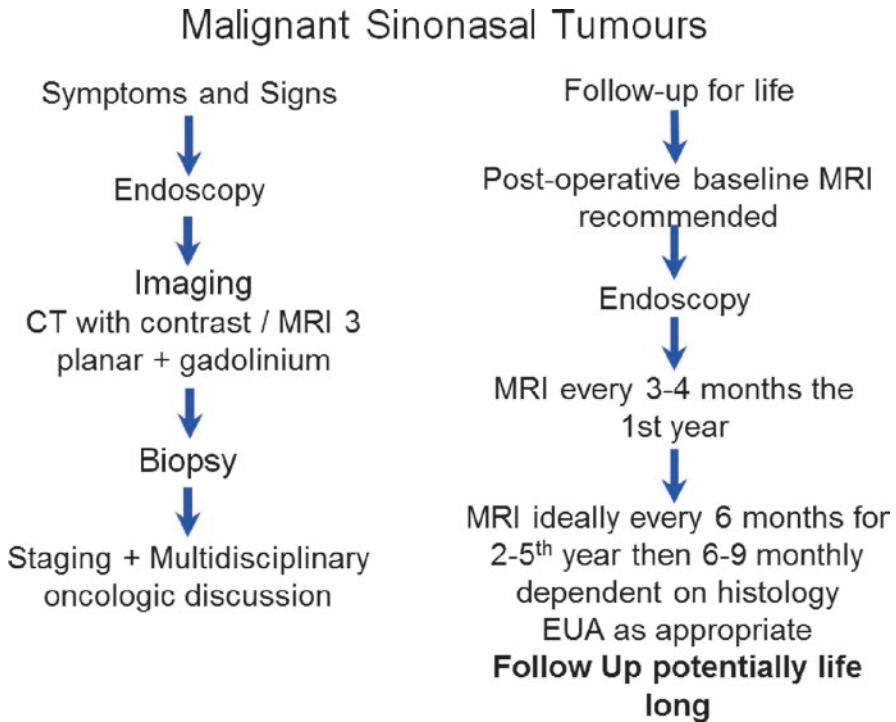 Malignant Sinonasal Tumours
Symptoms and Signs
Endoscopy
Imaging
CT with contrast / MRI 3
planar + gadolinium
Biopsy
Staging + Multidisciplinary
oncologic discussion
Follow-up for life
Post-operative baseline MRI
recommended
Endoscopy
MRI every 3-4 months the
1st year
MRI ideally every 6 months for
2-5th year then 6-9 monthly
dependent on histology
EUA as appropriate
Follow Up potentially life
long